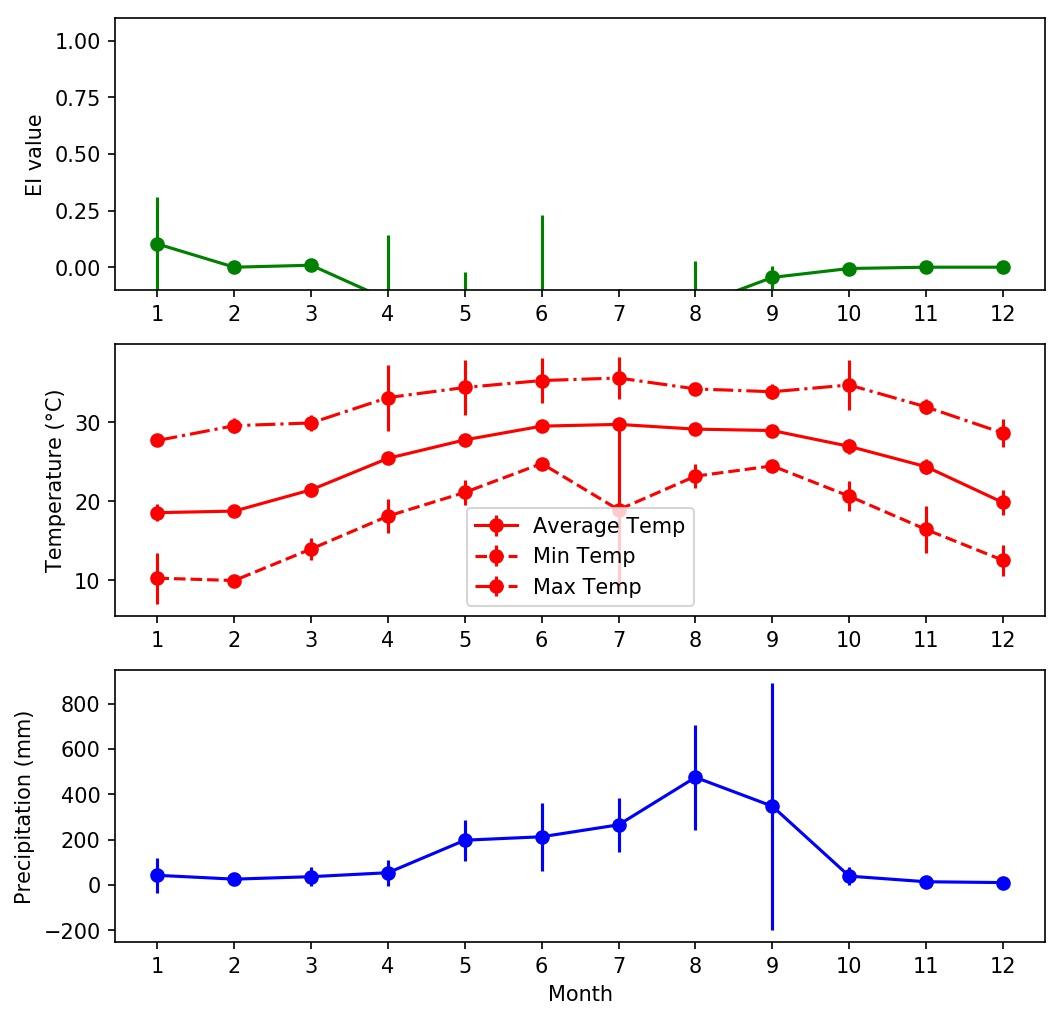 EI value
1.00
0.75
0.50
0.25
0.00
1 2 3 4 5 6 7 8 9 10 11 12
Temperature (°C)
30
20
10
Average Temp
Min Temp
Max Temp
1 2 3 4 5 6 7 8 9 10 11 12
Precipitation (mm)
800
600
400
200
0
−200
1 2 3 4 5 6 7 8 9 10 11 12
Month